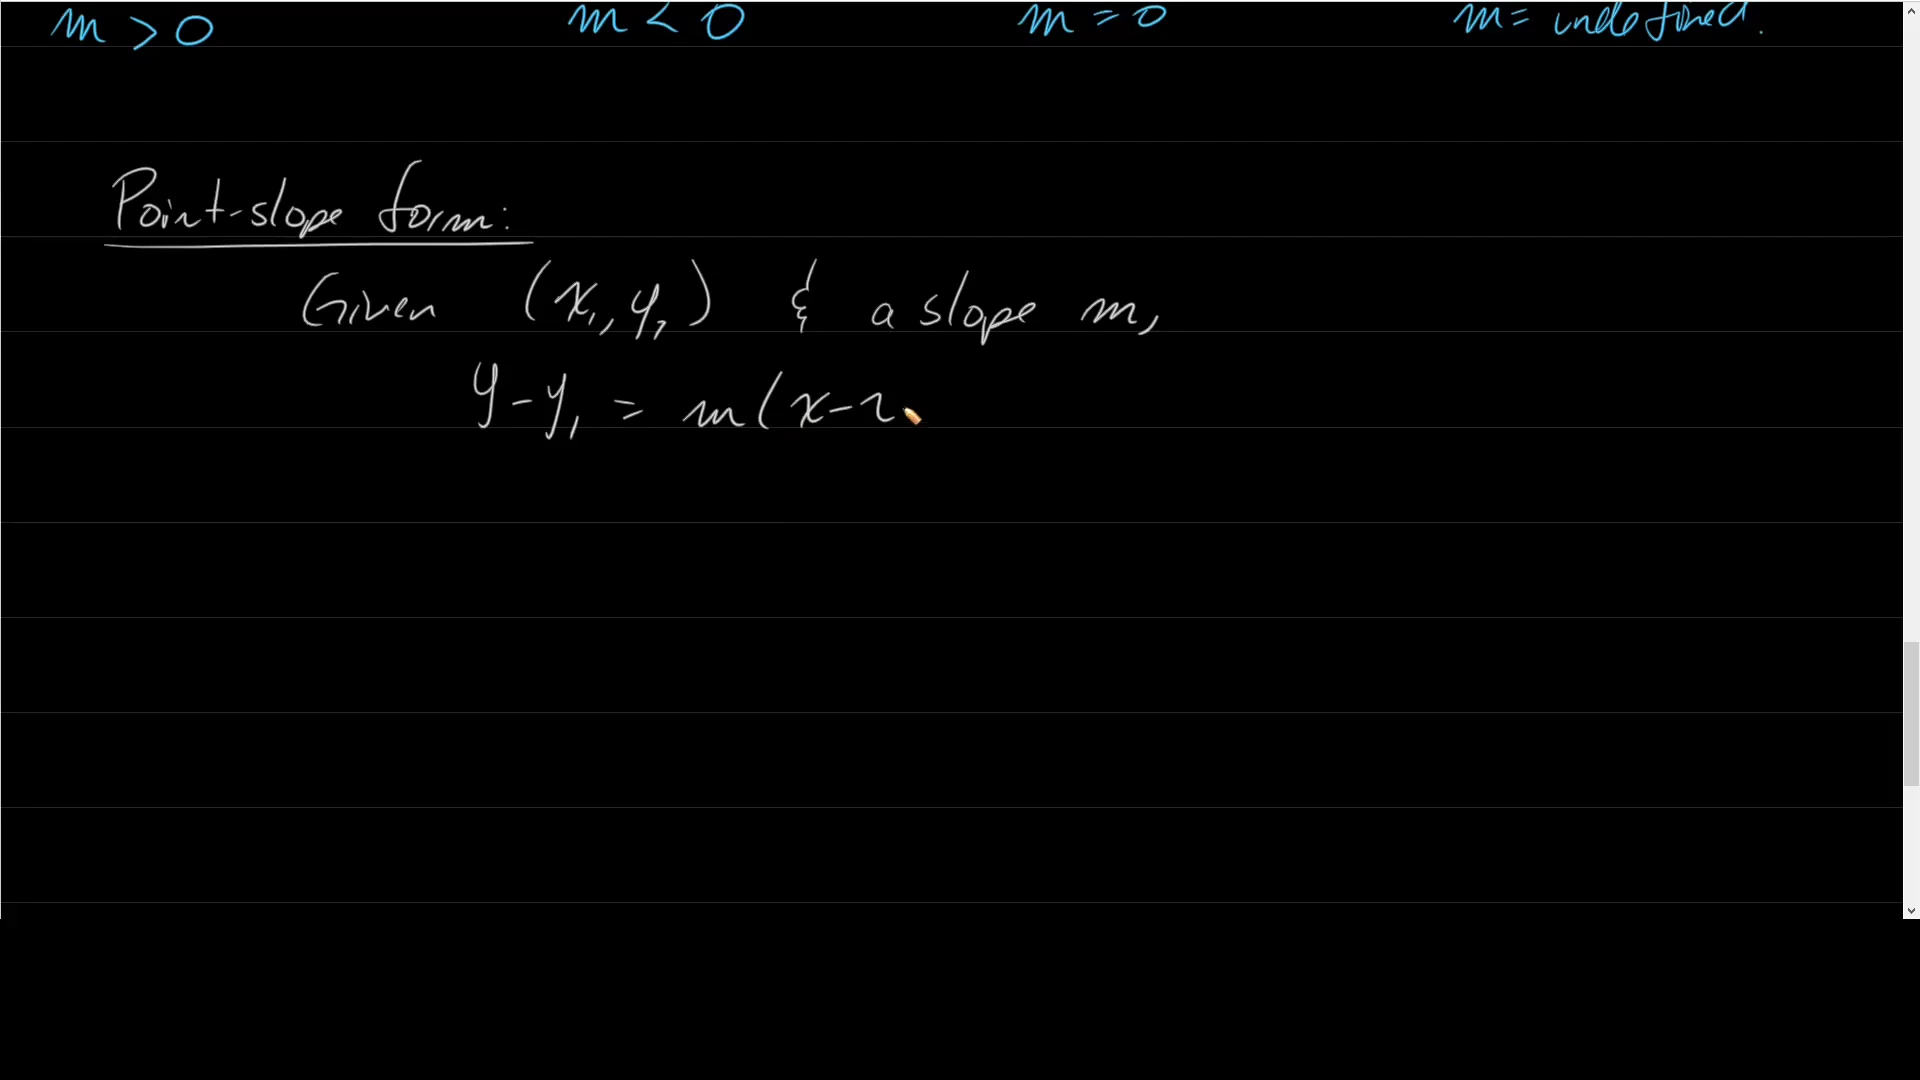 m > 0 m < 0 m = 0 m = undefined.
Point-slope form:
Given (x₁, y₁) & a slope m,
y - y₁ = m(x -